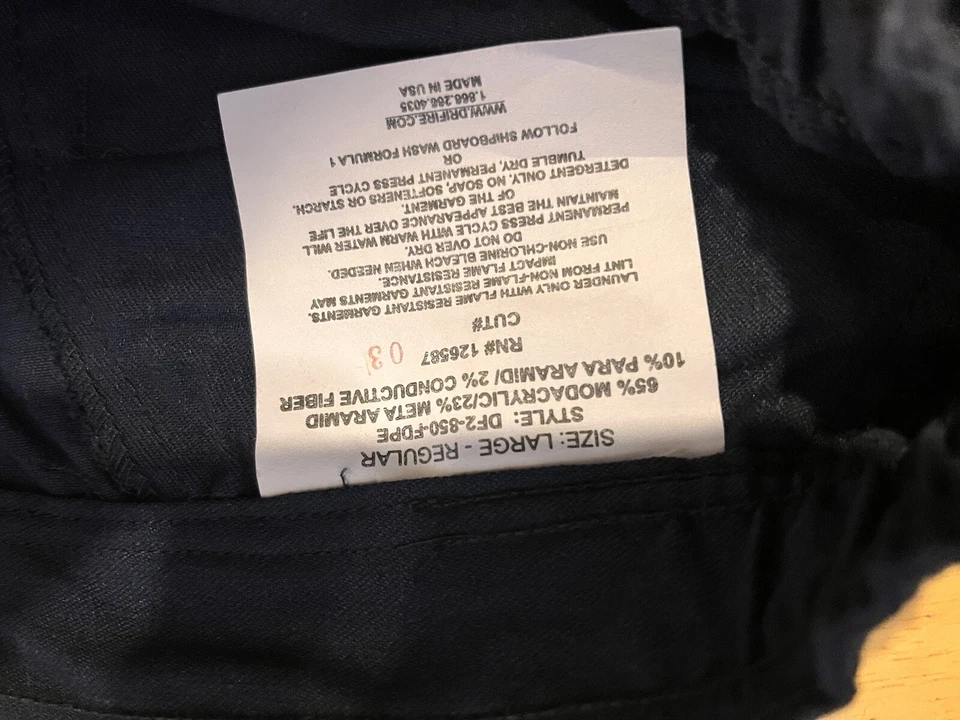 SIZE: LARGE - REGULAR
STYLE: DF2-850-FDPE
65% MODACRYLIC/23% META ARAMID
10% PARA ARAMID/ 2% CONDUCTIVE FIBER
RN# 126587 03
CUT#
LAUNDER ONLY WITH FLAME RESISTANT GARMENTS.
LINT FROM NON-FLAME RESISTANT GARMENTS MAY
IMPACT FLAME RESISTANCE.
USE NON-CHLORINE BLEACH WHEN NEEDED.
DO NOT OVER DRY.
PERMANENT PRESS CYCLE WITH WARM WATER WILL
MAINTAIN THE BEST APPEARANCE OVER THE LIFE
OF THE GARMENT.
DETERGENT ONLY, NO SOAP, SOFTENERS OR STARCH.
TUMBLE DRY, PERMANENT PRESS CYCLE
OR
FOLLOW SHIPBOARD WASH FORMULA 1
WWW.DRIFIRE.COM
1.866.266.4035
MADE IN USA